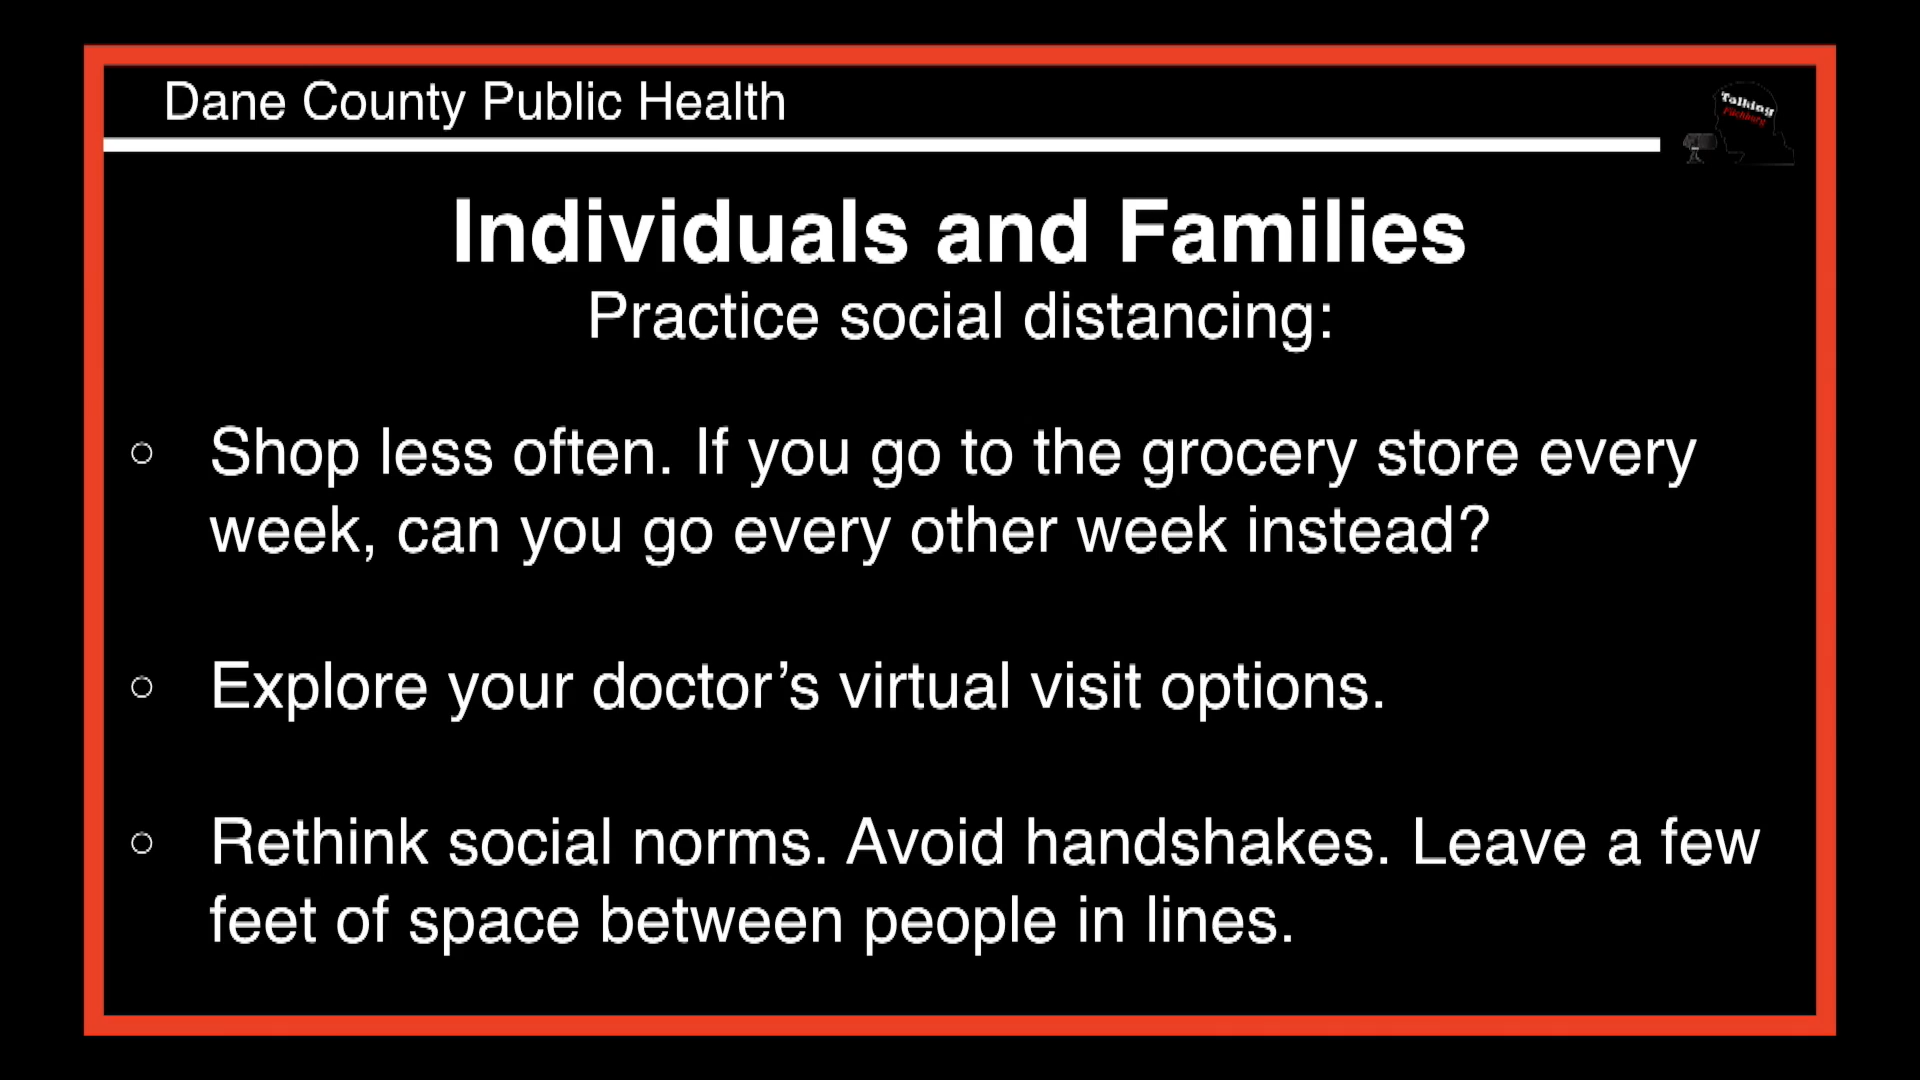 Dane County Public Health
Talking
Individuals and Families
Practice social distancing:
○ Shop less often. If you go to the grocery store every
week, can you go every other week instead?
○ Explore your doctor’s virtual visit options.
○ Rethink social norms. Avoid handshakes. Leave a few
feet of space between people in lines.